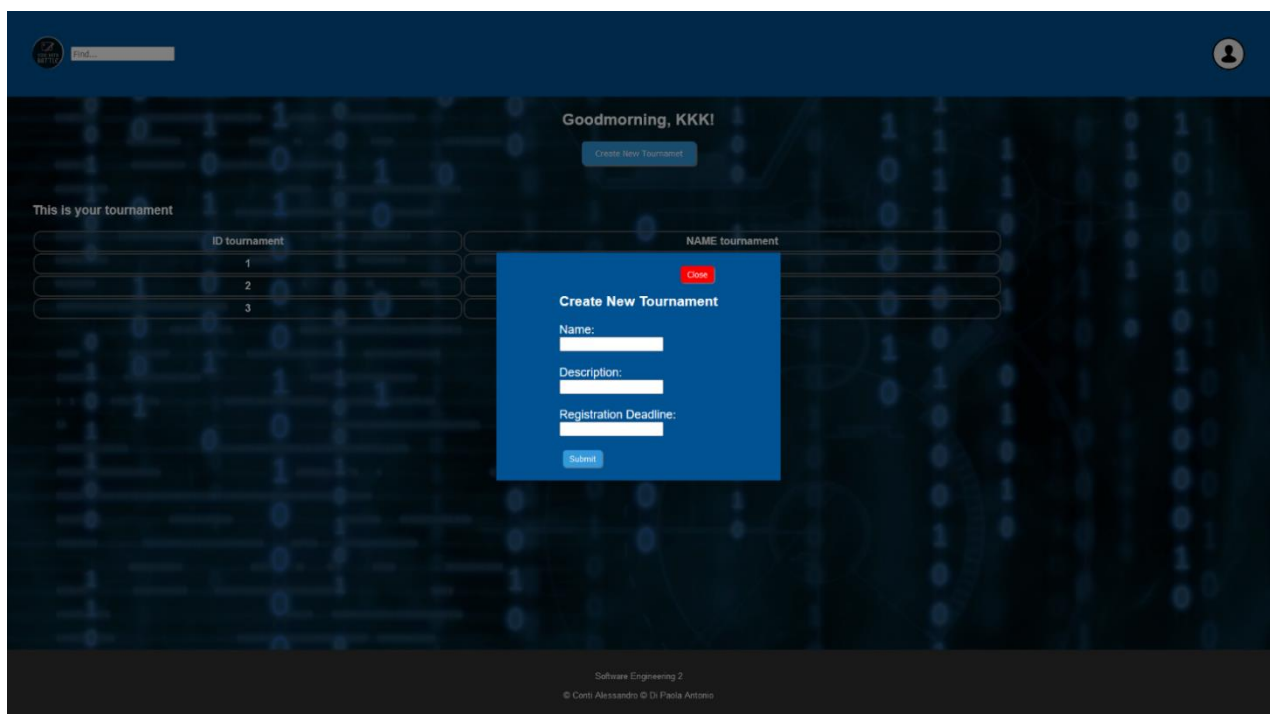 Find...
BATTLE
Goodmorning, KKK!
Create New Tournamet
This is your tournament
ID tournament NAME tournament
1
2
3
Close
Create New Tournament
Name:
Description:
Registration Deadline:
Submit
Software Engineering 2
© Conti Alessandro © Di Paola Antonio